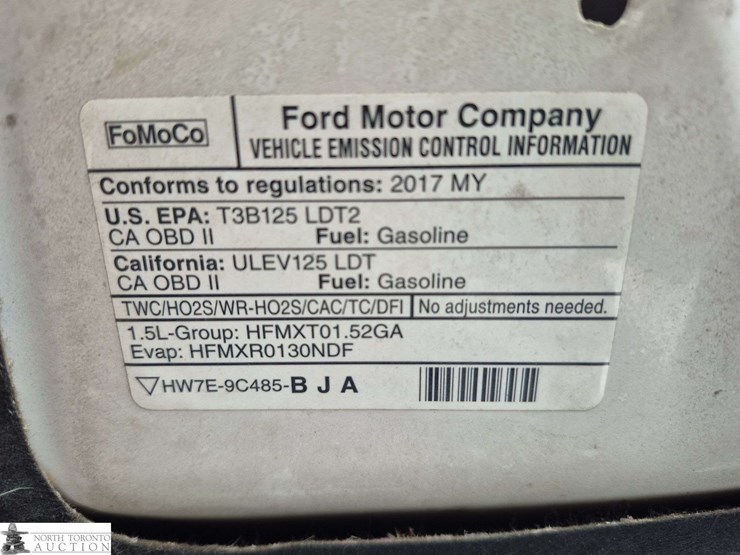 FoMoCo
Ford Motor Company
VEHICLE EMISSION CONTROL INFORMATION
Conforms to regulations: 2017 MY
U.S. EPA: T3B125 LDT2
CA OBD II Fuel: Gasoline
California: ULEV125 LDT
CA OBD II Fuel: Gasoline
TWC/HO2S/WR-HO2S/CAC/TC/DFI No adjustments needed.
1.5L-Group: HFMXT01.52GA
Evap: HFMXR0130NDF
HW7E-9C485-B J A
NORTH TORONTO
AUCTION